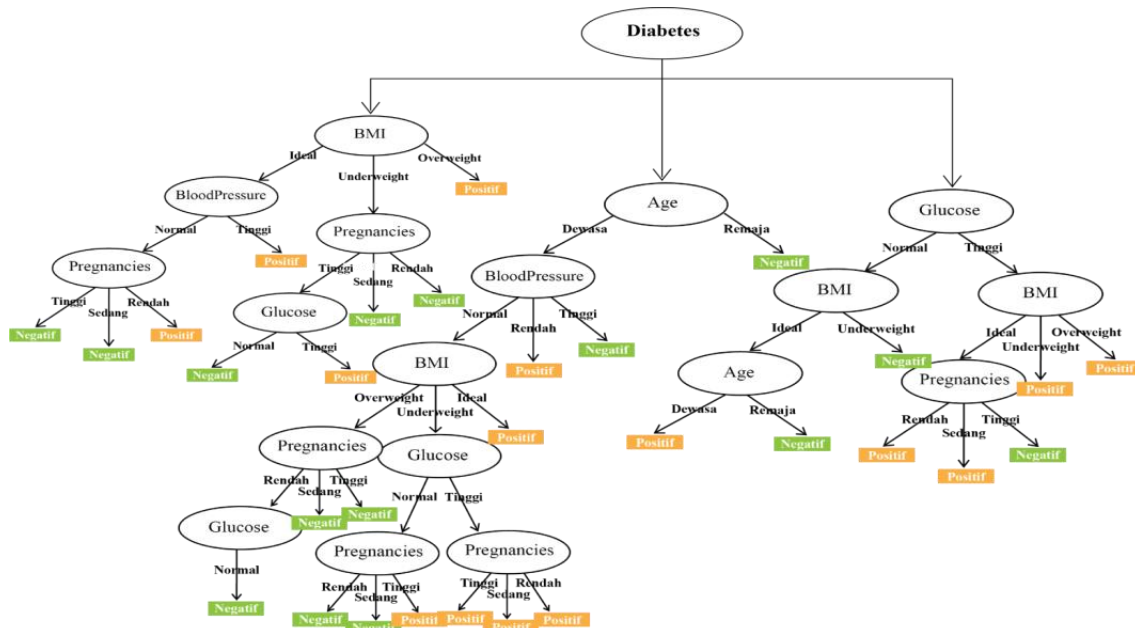 Diabetes
BMI
Ideal
Underweight
Overweight
Positif
BloodPressure
Normal
Tinggi
Positif
Pregnancies
Tinggi
Sedang
Rendah
Negatif
Negatif
Positif
Pregnancies
Tinggi
Sedang
Rendah
Negatif
Negatif
Glucose
Normal
Tinggi
Negatif
Positif
Age
Dewasa
Remaja
Negatif
BloodPressure
Normal
Rendah
Tinggi
Positif
Negatif
BMI
Overweight
Underweight
Ideal
Positif
Pregnancies
Rendah
Sedang
Tinggi
Negatif
Negatif
Glucose
Normal
Negatif
Glucose
Normal
Tinggi
Pregnancies
Rendah
Sedang
Tinggi
Negatif
Negatif
Positif
Pregnancies
Tinggi
Sedang
Rendah
Positif
Positif
Positif
Glucose
Normal
Tinggi
BMI
Ideal
Underweight
Negatif
Age
Dewasa
Remaja
Positif
Negatif
BMI
Ideal
Underweight
Overweight
Positif
Positif
Pregnancies
Rendah
Sedang
Tinggi
Positif
Positif
Negatif